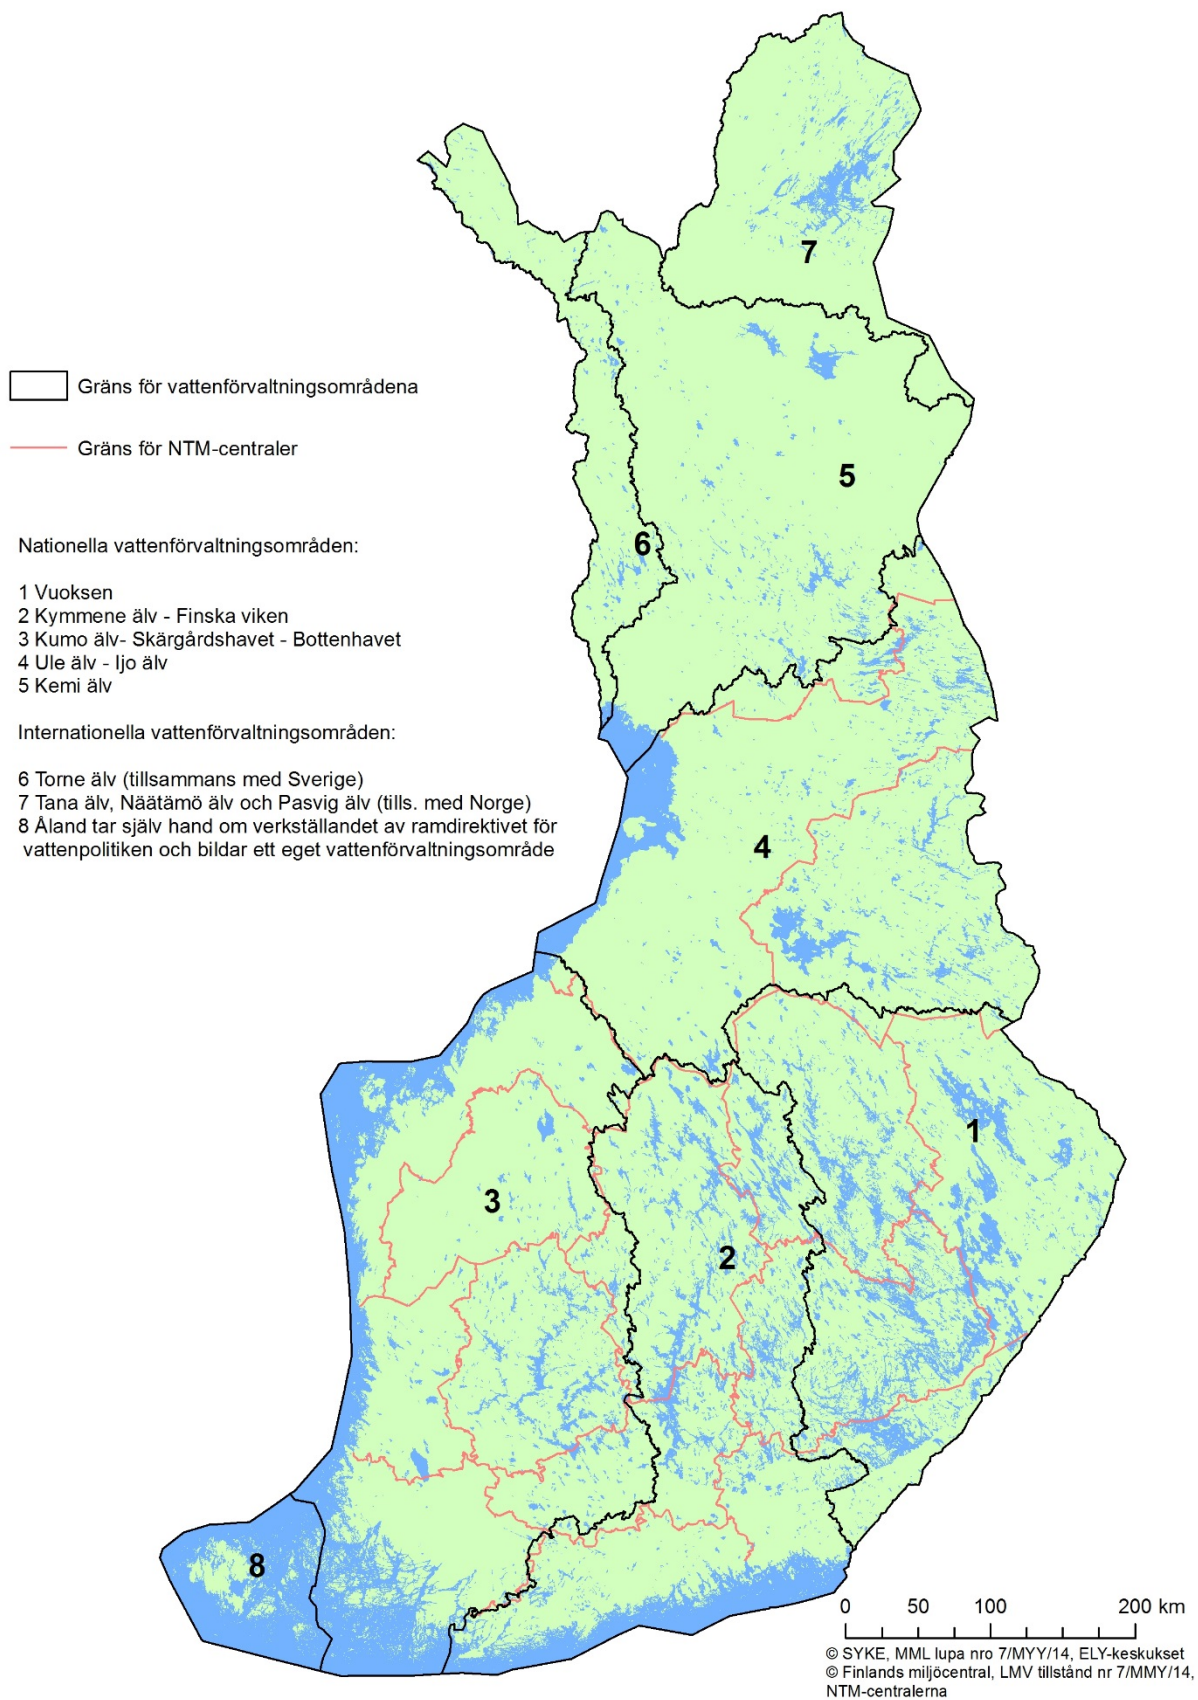 7
Gräns för vattenförvaltningsområdena
Gräns för NTM-centraler
5
6
Nationella vattenförvaltningsområden:
1 Vuoksen
2 Kymmene älv - Finska viken
3 Kumo älv- Skärgårdshavet - Bottenhavet
4 Ule älv - Ijo älv
5 Kemi älv
Internationella vattenförvaltningsområden:
6 Torne älv (tillsammans med Sverige)
7 Tana älv, Näätämö älv och Pasvig älv (tills. med Norge)
8 Åland tar själv hand om verkställandet av ramdirektivet för
vattenpolitiken och bildar ett eget vattenförvaltningsområde
4
1
3
2
8
0 50 100 200 km
© SYKE, MML lupa nro 7/MYY/14, ELY-keskukset
© Finlands miljöcentral, LMV tillstånd nr 7/MMY/14,
NTM-centralerna